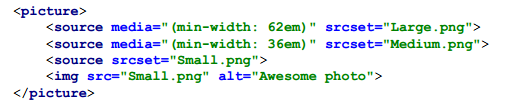 <picture>
    <source media="(min-width: 62em)" srcset="Large.png">
    <source media="(min-width: 36em)" srcset="Medium.png">
    <source srcset="Small.png">
    <img src="Small.png" alt="Awesome photo">
</picture>